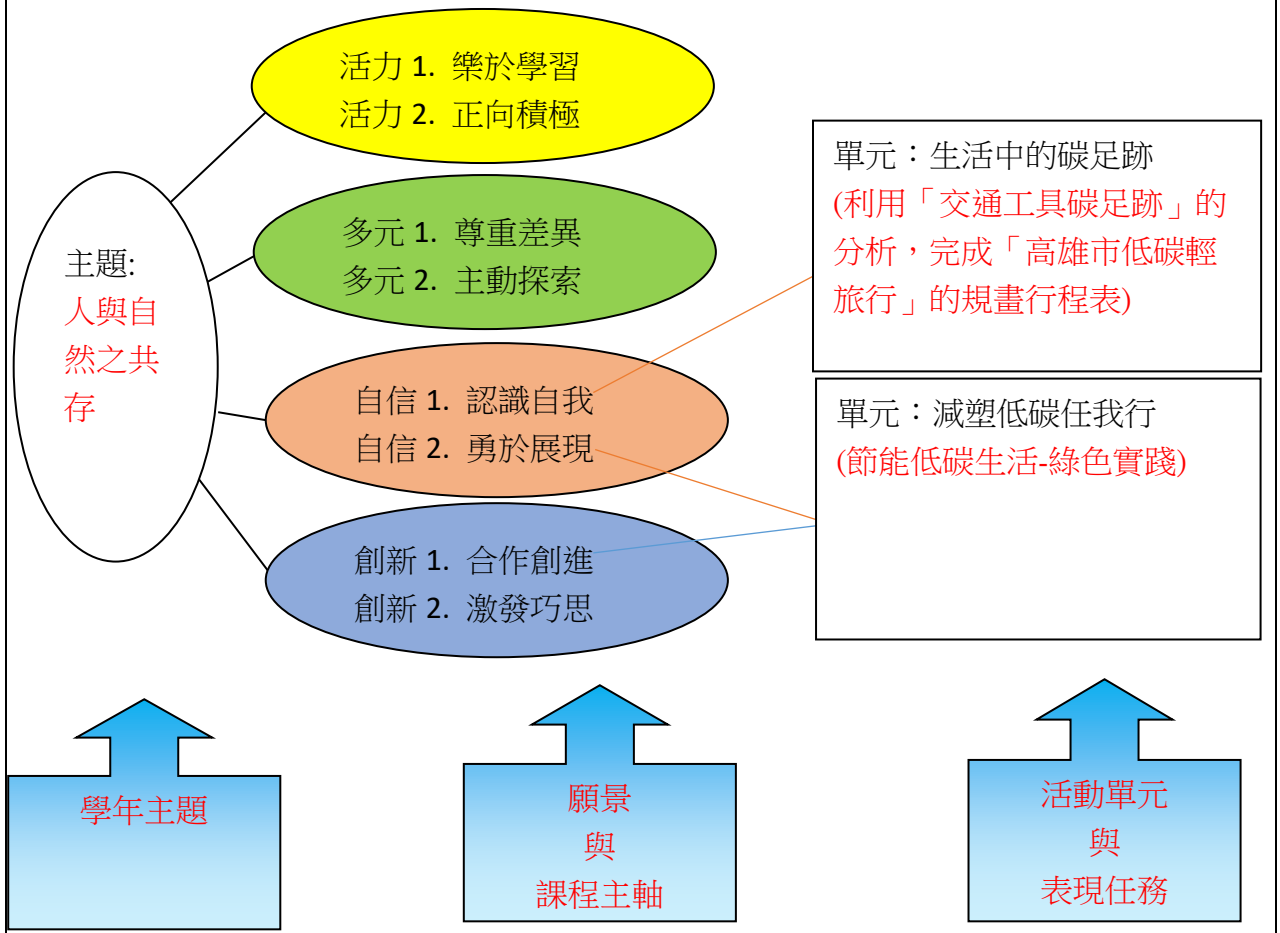 活力 1. 樂於學習
活力 2. 正向積極
多元 1. 尊重差異
多元 2. 主動探索
主題:
人與自
然之共
存
自信 1. 認識自我
自信 2. 勇於展現
創新 1. 合作創進
創新 2. 激發巧思
單元：生活中的碳足跡
(利用「交通工具碳足跡」的
分析，完成「高雄市低碳輕
旅行」的規畫行程表)
單元：減塑低碳任我行
(節能低碳生活-綠色實踐)
學年主題
願景
與
課程主軸
活動單元
與
表現任務